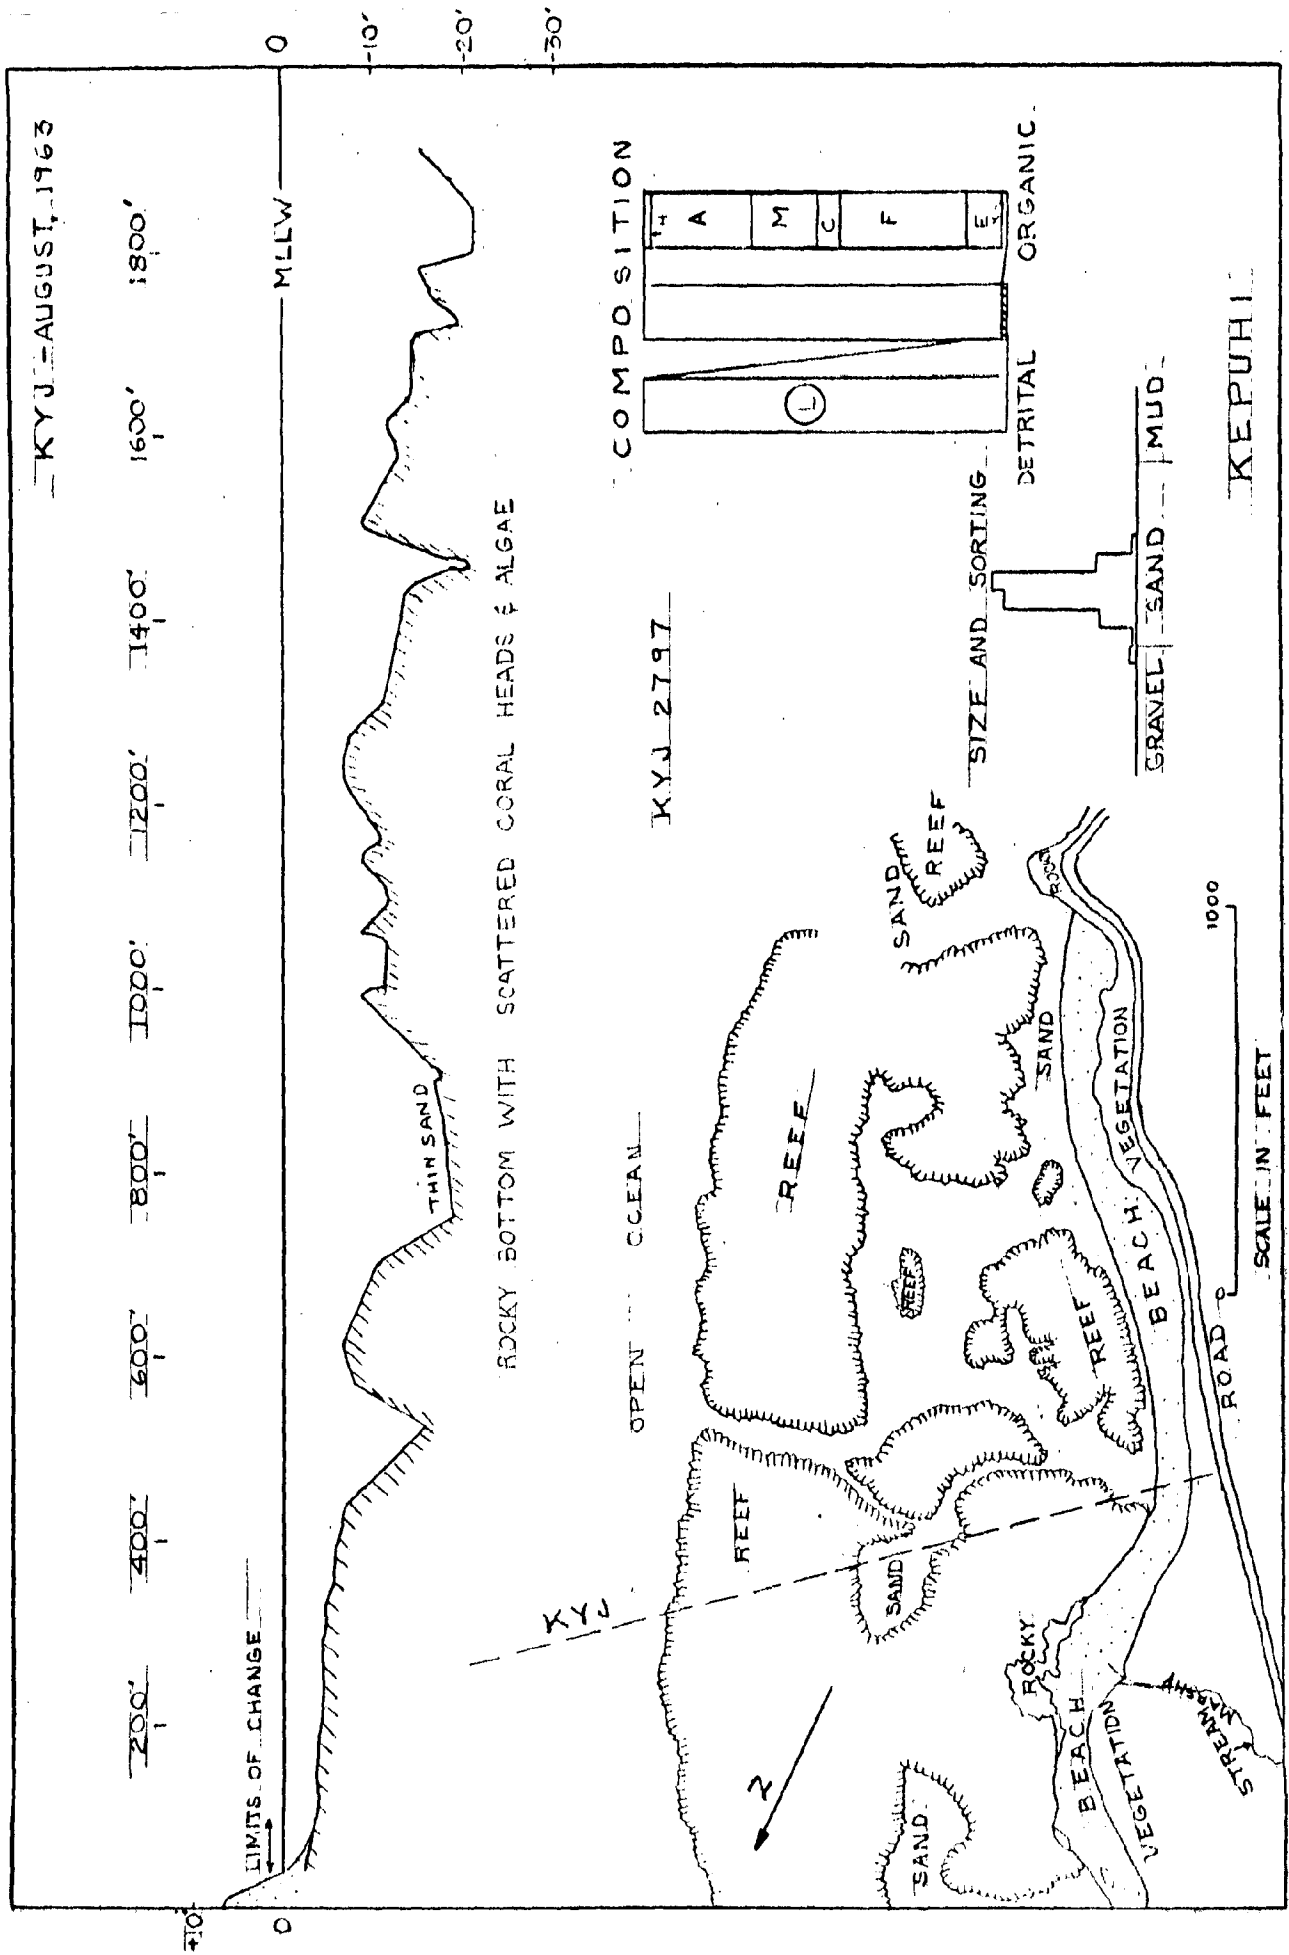 KYJ - AUGUST, 1963
200' 400' 600' 800' 1000' 1200' 1400' 1600' 1800'
+10'
LIMITS OF CHANGE
0 MLLW 0
-10'
-20'
-30'
THIN SAND
ROCKY BOTTOM WITH SCATTERED CORAL HEADS & ALGAE
OPEN OCEAN
KYJ 2797
COMPOSITION
L
A
M
C
F
E
DETRITAL ORGANIC
SIZE AND SORTING
GRAVEL SAND MUD
KEPUHI
KYJ
REEF
REEF
SAND
REEF
N
SAND
SAND
REEF
REEF
SAND
ROCKY
ROCKY
BEACH
BEACH
VEGETATION
VEGETATION
STREAM
ROAD
0 1000
SCALE IN FEET